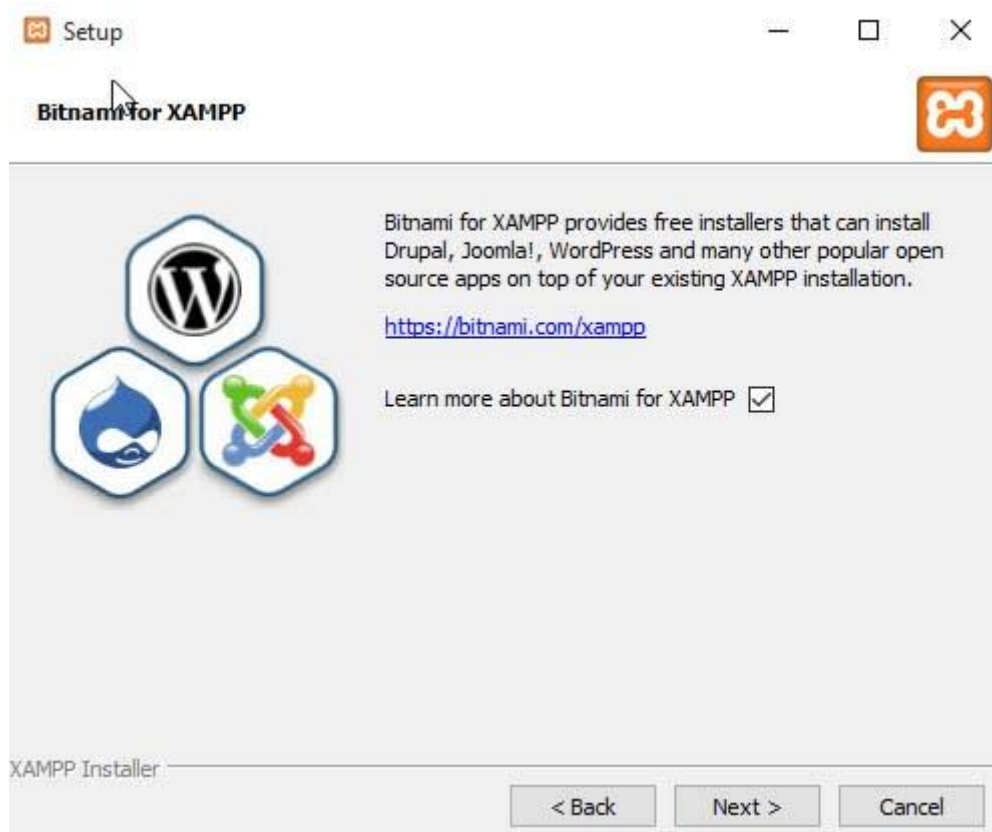 Setup
Bitnami for XAMPP
Bitnami for XAMPP provides free installers that can install
Drupal, Joomla!, WordPress and many other popular open
source apps on top of your existing XAMPP installation.
https://bitnami.com/xampp
Learn more about Bitnami for XAMPP
XAMPP Installer
< Back
Next >
Cancel